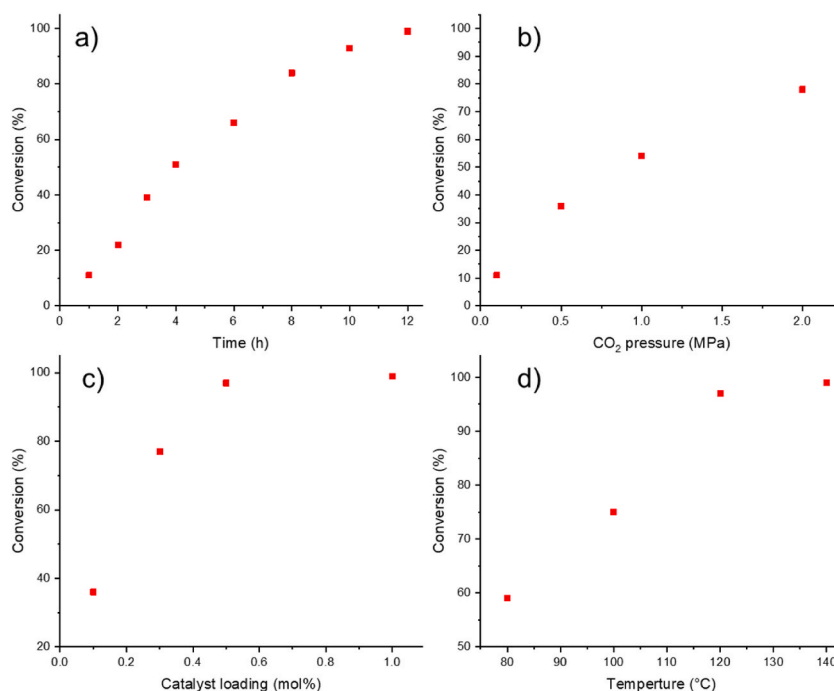 a)
100
80
60
40
20
0
Conversion (%)
0 2 4 6 8 10 12
Time (h)
b)
100
90
80
70
60
50
40
30
20
10
0
Conversion (%)
0.0 0.5 1.0 1.5 2.0
CO₂ pressure (MPa)
c)
100
80
60
40
20
Conversion (%)
0.0 0.2 0.4 0.6 0.8 1.0
Catalyst loading (mol%)
d)
100
90
80
70
60
50
Conversion (%)
80 90 100 110 120 130 140
Temperture (°C)